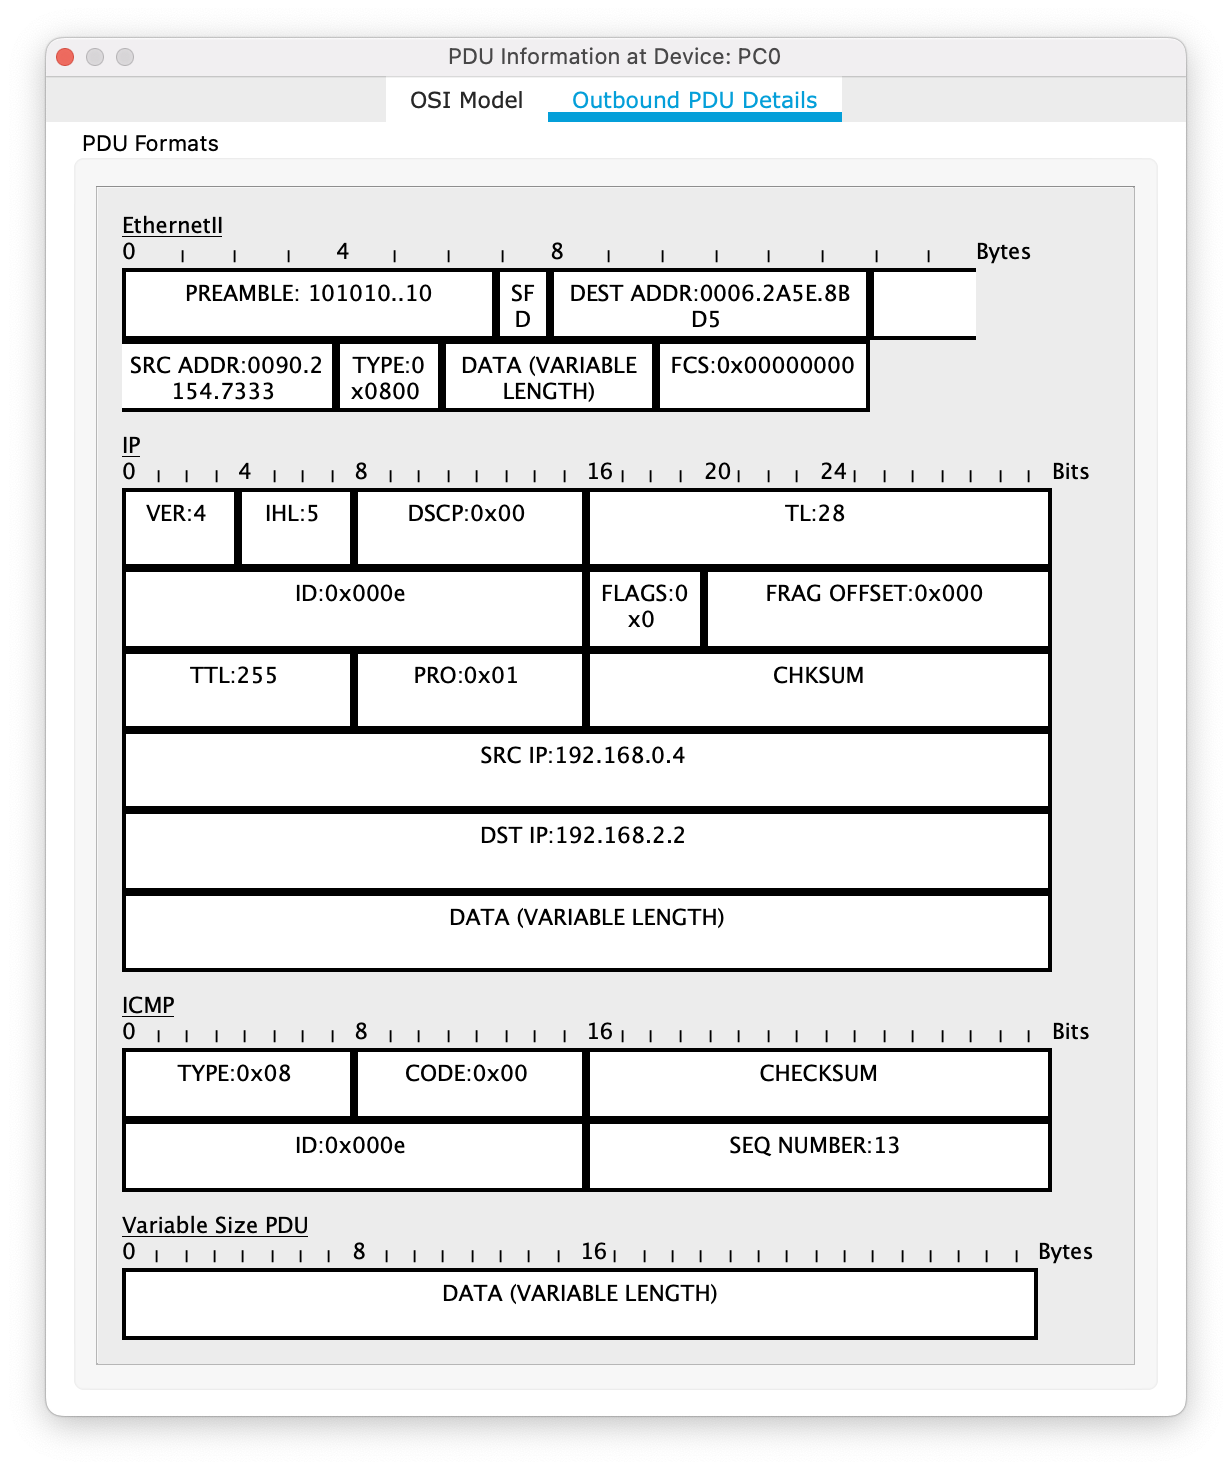 PDU Information at Device: PC0
OSI Model Outbound PDU Details
PDU Formats
EthernetII
0 4 8 Bytes
PREAMBLE: 101010..10 SF DEST ADDR:0006.2A5E.8B
D D5
SRC ADDR:0090.2 TYPE:0 DATA (VARIABLE FCS:0x00000000
154.7333 x0800 LENGTH)
IP
0 4 8 16 20 24 Bits
VER:4 IHL:5 DSCP:0x00 TL:28
ID:0x000e FLAGS:0 FRAG OFFSET:0x000
x0
TTL:255 PRO:0x01 CHKSUM
SRC IP:192.168.0.4
DST IP:192.168.2.2
DATA (VARIABLE LENGTH)
ICMP
0 8 16 Bits
TYPE:0x08 CODE:0x00 CHECKSUM
ID:0x000e SEQ NUMBER:13
Variable Size PDU
0 8 16 Bytes
DATA (VARIABLE LENGTH)